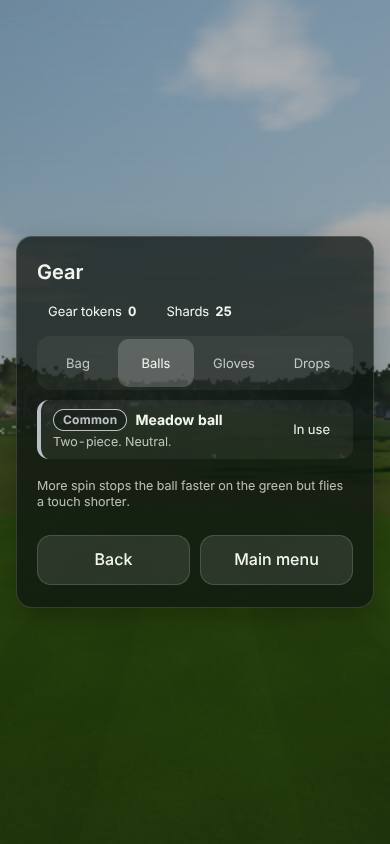 Gear
Gear tokens 0 Shards 25
Bag Balls Gloves Drops
Common Meadow ball
Two-piece. Neutral.
In use
More spin stops the ball faster on the green but flies
a touch shorter.
Back Main menu